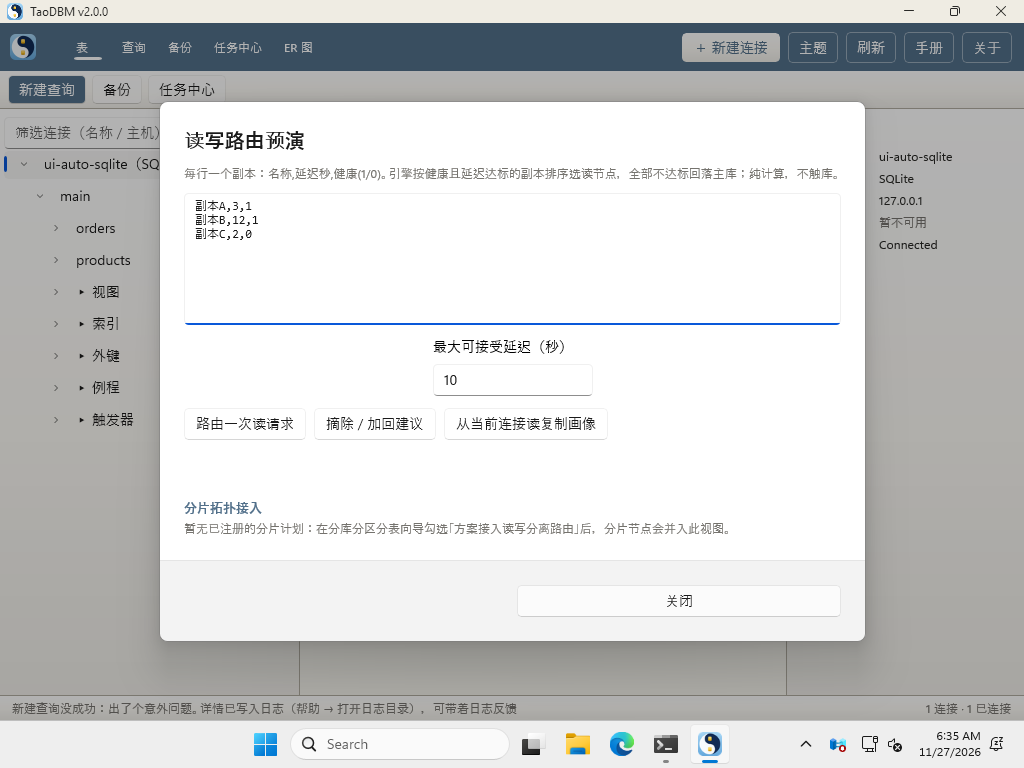 TaoDBM v2.0.0
表 查询 备份 任务中心 ER 图 + 新建连接 主题 刷新 手册 关于
新建查询 备份 任务中心
筛选连接（名称 / 主机）
ui-auto-sqlite（SQ
main
orders
products
视图
索引
外键
例程
触发器
读写路由预演
每行一个副本：名称,延迟秒,健康(1/0)。引擎按健康且延迟达标的副本排序选读节点，全部不达标回落主库；纯计算，不触库。
副本A,3,1
副本B,12,1
副本C,2,0
最大可接受延迟（秒）
10
路由一次读请求 摘除 / 加回建议 从当前连接读复制画像
分片拓扑接入
暂无已注册的分片计划：在分库分区分表向导勾选「方案接入读写分离路由」后，分片节点会并入此视图。
关闭
ui-auto-sqlite
SQLite
127.0.0.1
暂不可用
Connected
新建查询没成功：出了个意外问题。详情已写入日志（帮助 → 打开日志目录），可带着日志反馈
1 连接 · 1 已连接
Search
6:35 AM
11/27/2026